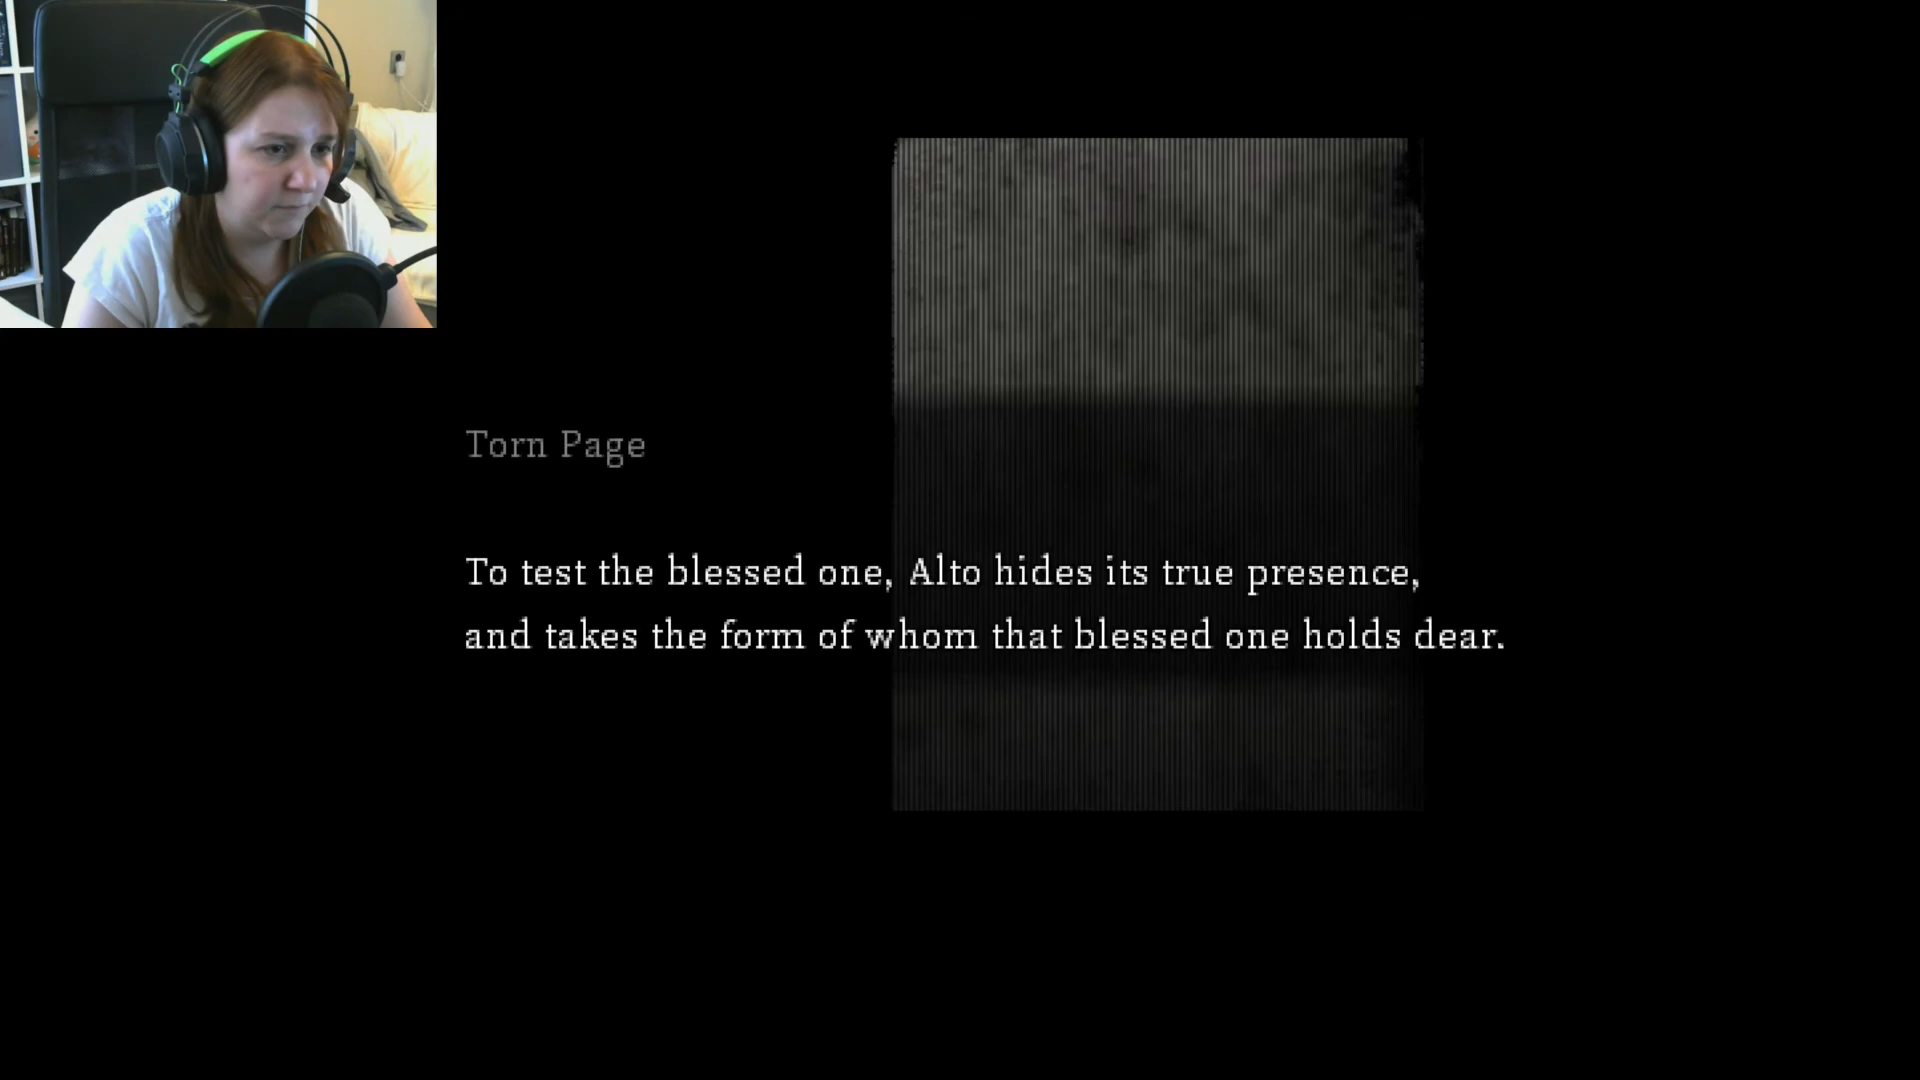 Torn Page
To test the blessed one, Alto hides its true presence,
and takes the form of whom that blessed one holds dear.